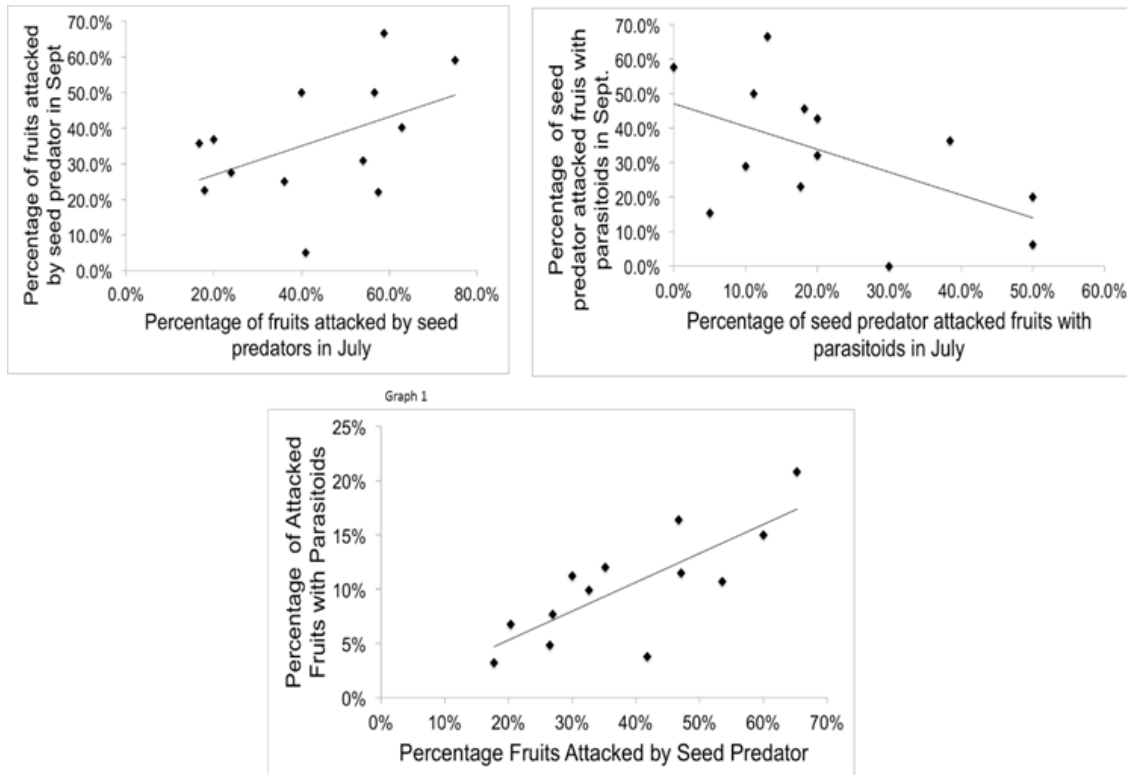 70.0%
60.0%
50.0%
40.0%
30.0%
20.0%
10.0%
0.0%
Percentage of fruits attacked
by seed predator in Sept
0.0% 20.0% 40.0% 60.0% 80.0%
Percentage of fruits attacked by seed
predators in July
70.0%
60.0%
50.0%
40.0%
30.0%
20.0%
10.0%
0.0%
Percentage of seed
predator attacked fruis with
parasitoids in Sept.
0.0% 10.0% 20.0% 30.0% 40.0% 50.0% 60.0%
Percentage of seed predator attacked fruits with
parasitoids in July
Graph 1
25%
20%
15%
10%
5%
0%
Percentage of Attacked
Fruits with Parasitoids
0% 10% 20% 30% 40% 50% 60% 70%
Percentage Fruits Attacked by Seed Predator